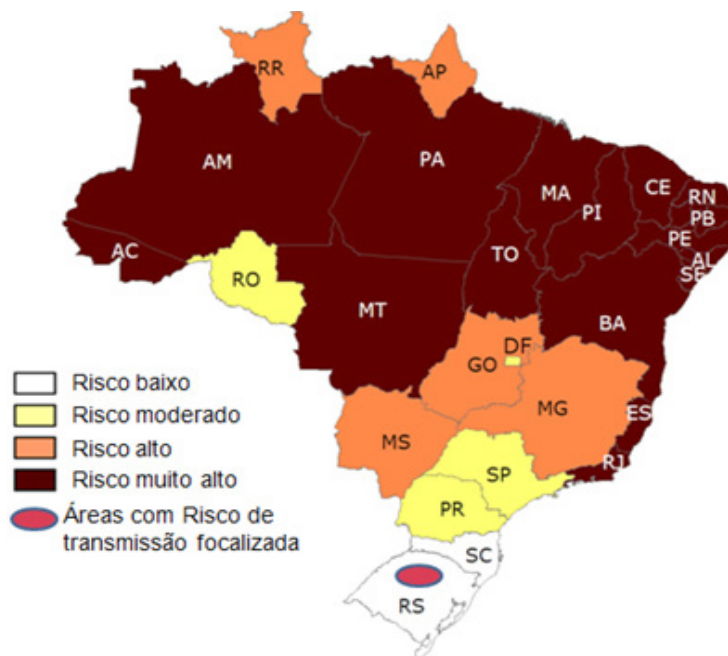 RR
AP
AM
PA
MA
CE
RN
PB
PI
PE
AL
SE
AC
TO
RO
MT
BA
DF
GO
MG
ES
MS
RJ
SP
PR
SC
RS
Risco baixo
Risco moderado
Risco alto
Risco muito alto
Áreas com Risco de
transmissão focalizada